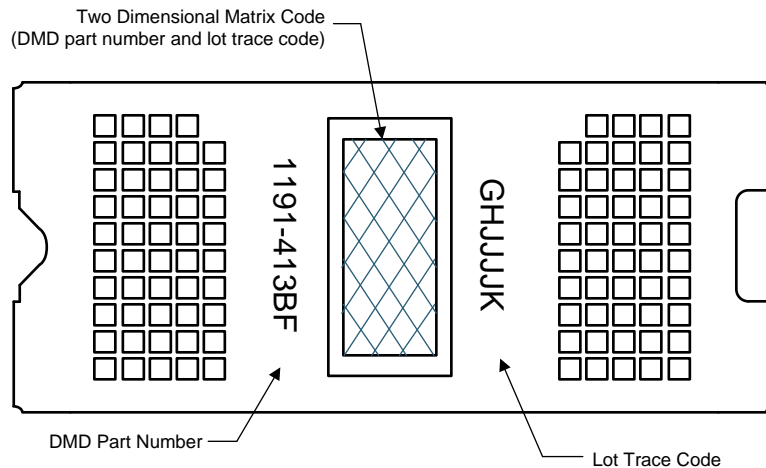 Two Dimensional Matrix Code
(DMD part number and lot trace code)
1191-413BF
GHJJJJK
DMD Part Number
Lot Trace Code